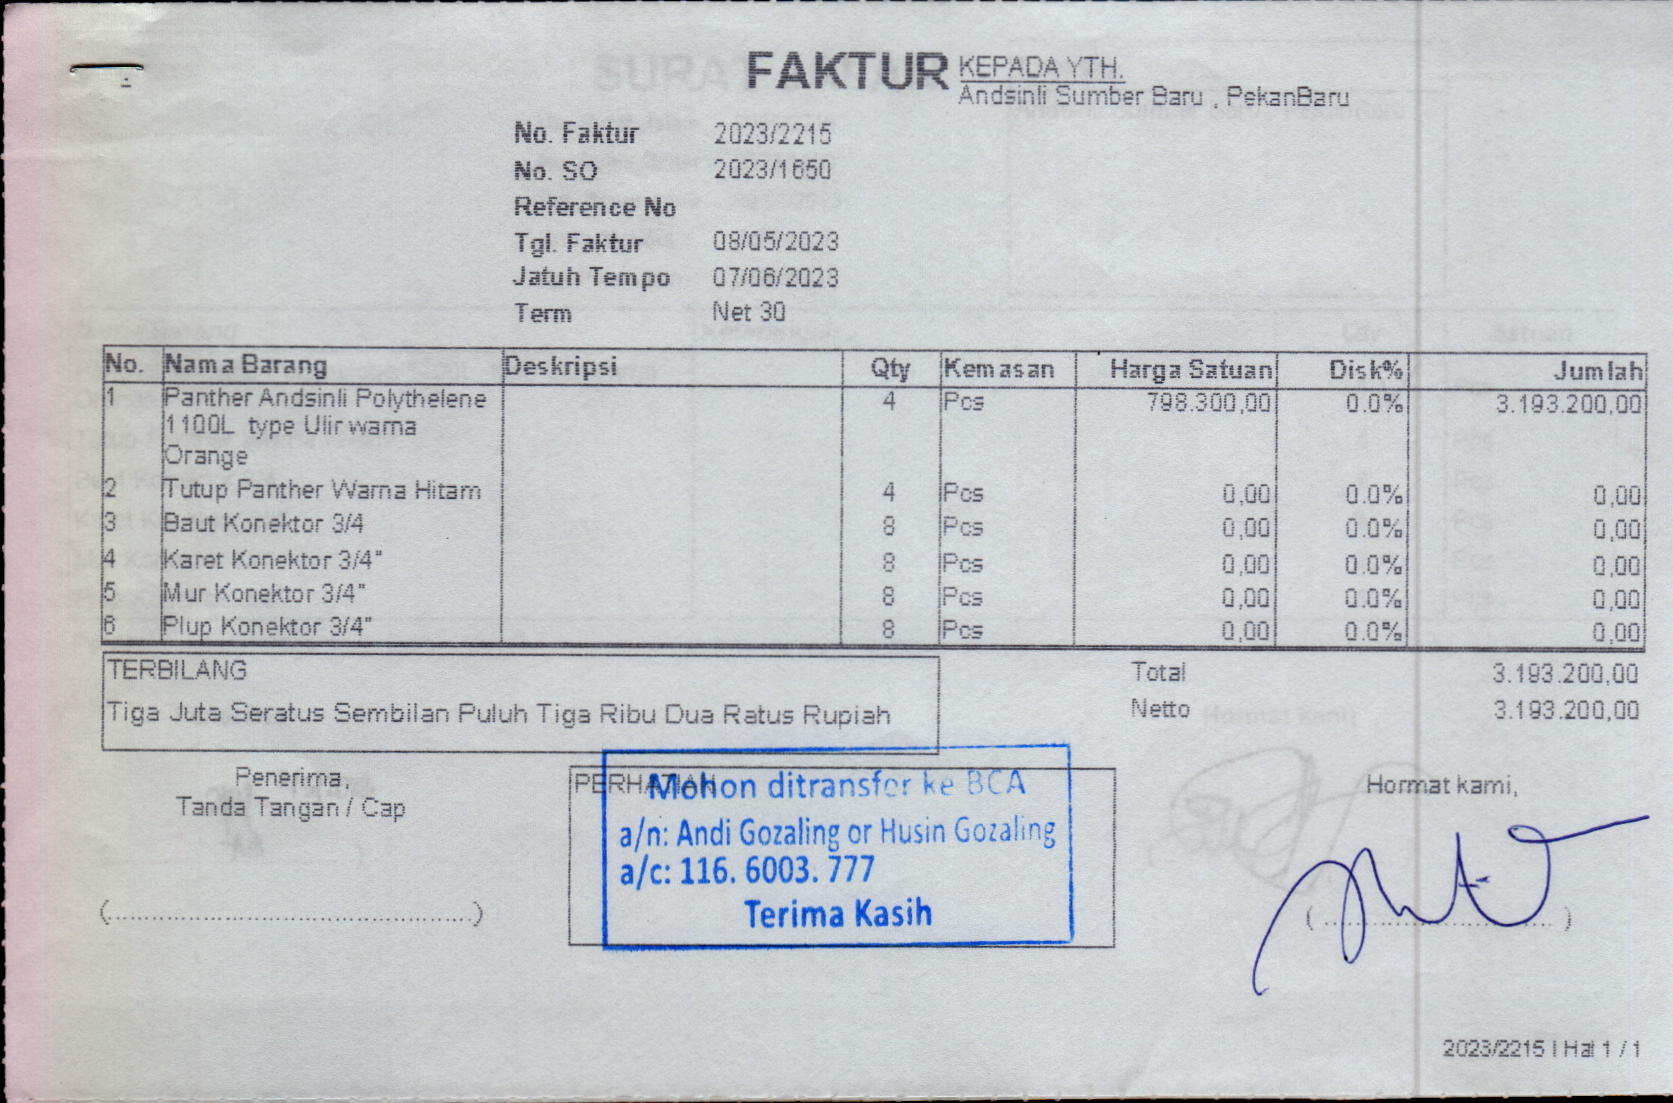 FAKTUR
KEPADA YTH.
Andsinli Sumber Baru , PekanBaru
No. Faktur 2023/2215
No. SO 2023/1650
Reference No
Tgl. Faktur 08/05/2023
Jatuh Tempo 07/06/2023
Term Net 30
No. Nama Barang Deskripsi Qty Kemasan Harga Satuan Disk% Jumlah
1 Panther Andsinli Polythelene 4 Pcs 798.300,00 0.0% 3.193.200,00
1100L type Ulir warna
Orange
2 Tutup Panther Warna Hitam 4 Pcs 0,00 0.0% 0,00
3 Baut Konektor 3/4 8 Pcs 0,00 0.0% 0,00
4 Karet Konektor 3/4" 8 Pcs 0,00 0.0% 0,00
5 Mur Konektor 3/4" 8 Pcs 0,00 0.0% 0,00
6 Plup Konektor 3/4" 8 Pcs 0,00 0.0% 0,00
TERBILANG
Tiga Juta Seratus Sembilan Puluh Tiga Ribu Dua Ratus Rupiah
Total 3.193.200,00
Netto 3.193.200,00
Penerima,
Tanda Tangan / Cap
(..................................................)
PERHATIAN
Mohon ditransfer ke BCA
a/n: Andi Gozaling or Husin Gozaling
a/c: 116. 6003. 777
Terima Kasih
Hormat kami,
(..................................)
2023/2215 | Hal 1 / 1